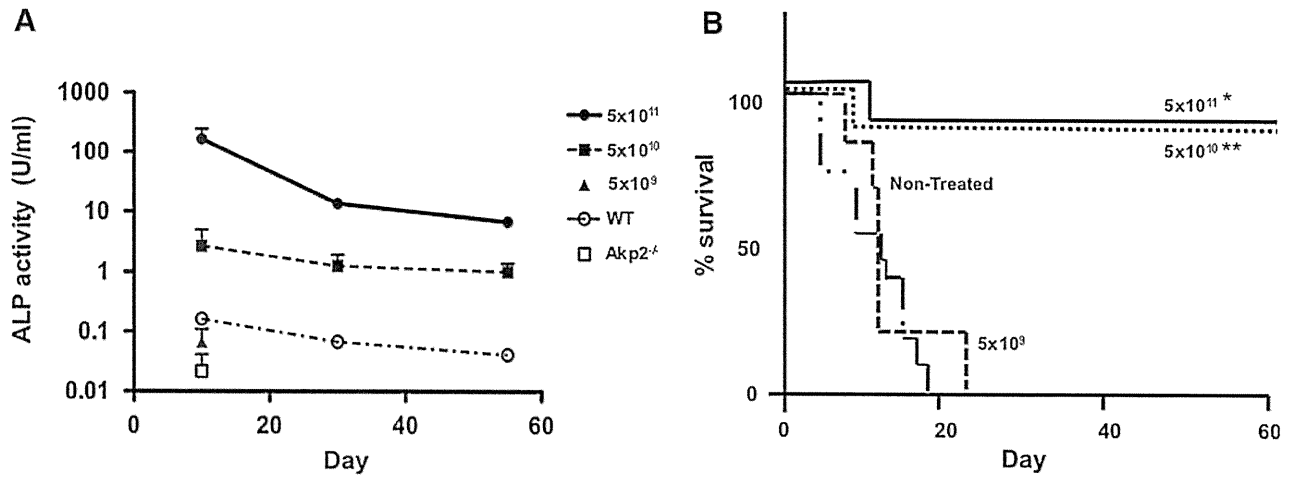 A
ALP activity (U/ml)
1000
100
10
1
0.1
0.01
0
20
40
60
Day
5x10¹¹
5x10¹⁰
5x10⁹
WT
Akp2⁻/⁻
B
% survival
100
50
0
0
20
40
60
Day
5x10¹¹ *
5x10¹⁰ **
Non-Treated
5x10⁹